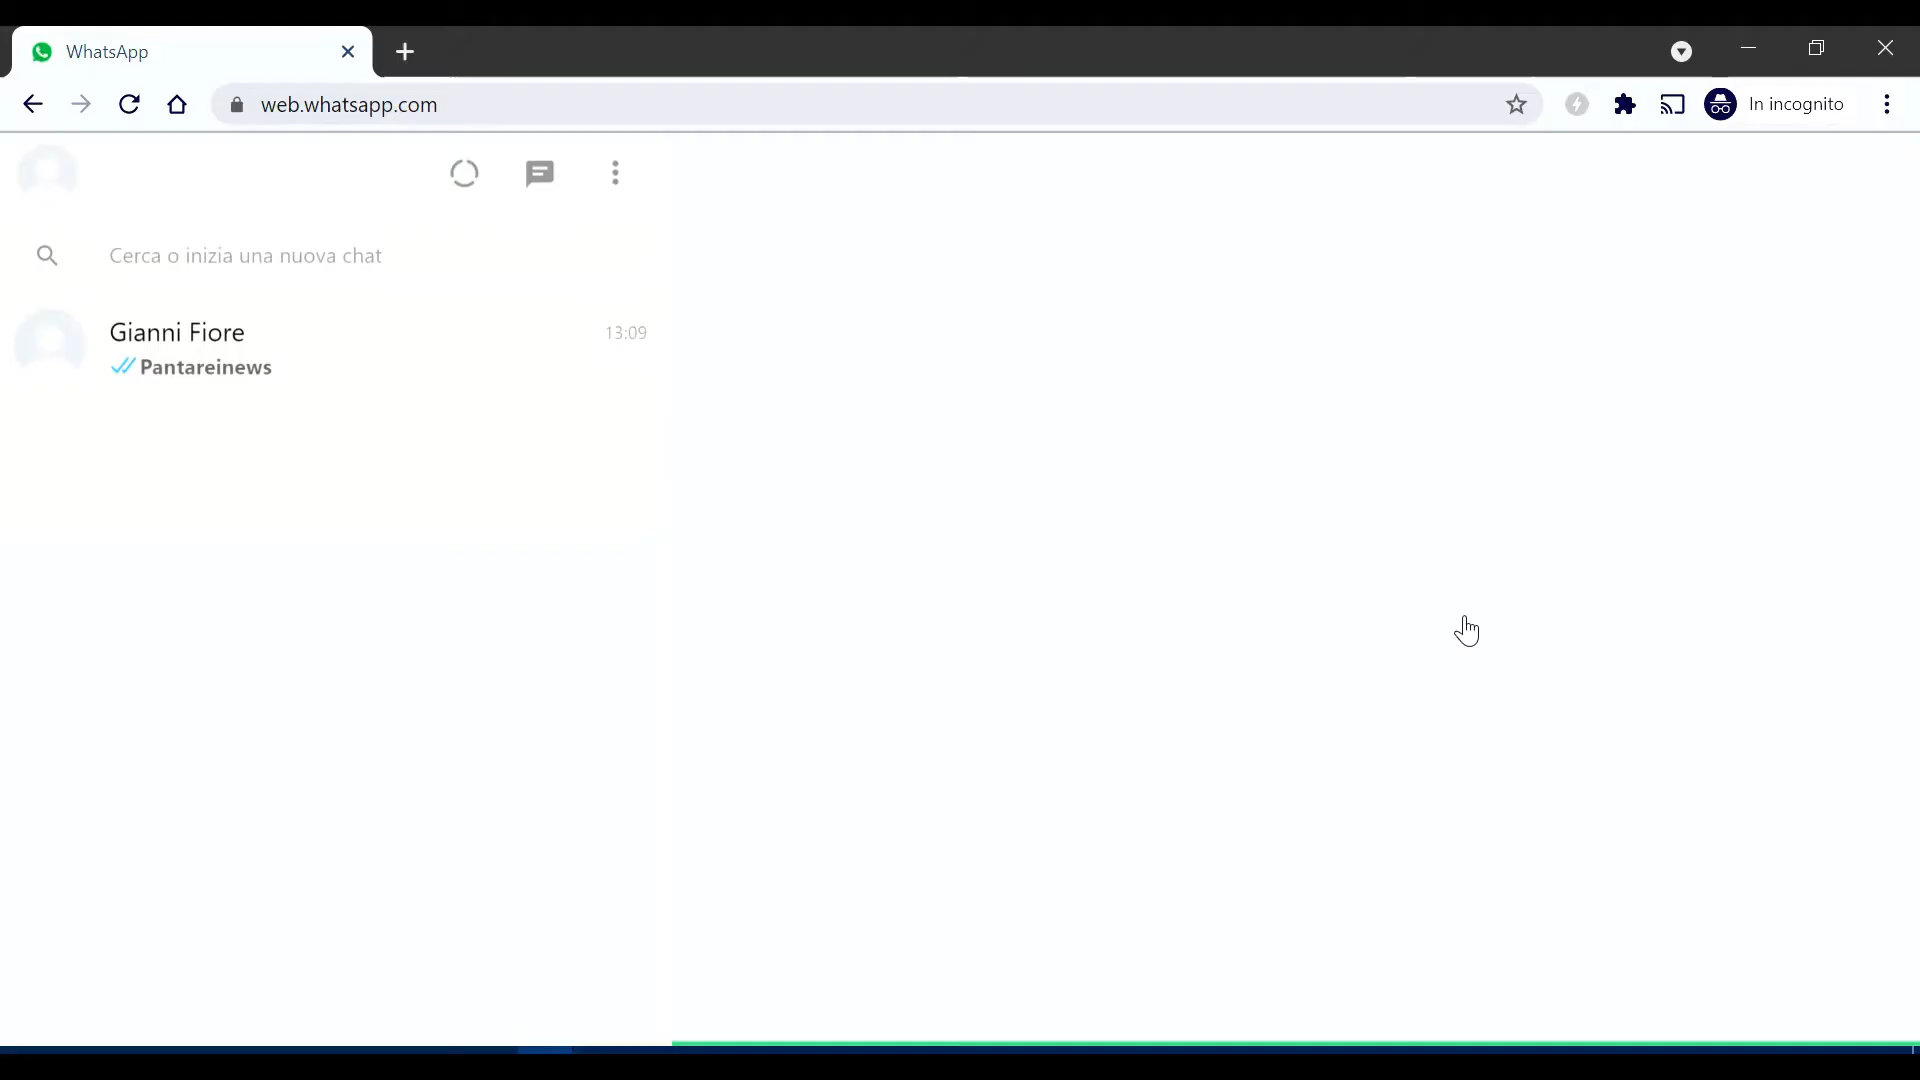 WhatsApp
web.whatsapp.com
In incognito
Cerca o inizia una nuova chat
Gianni Fiore
13:09
Pantareinews